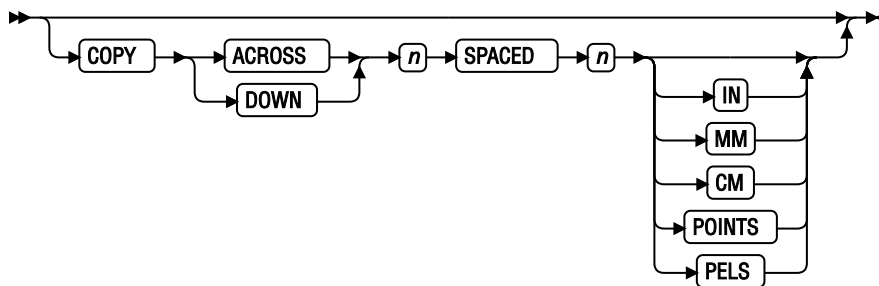 COPY ACROSS n SPACED n
DOWN
IN
MM
CM
POINTS
PELS